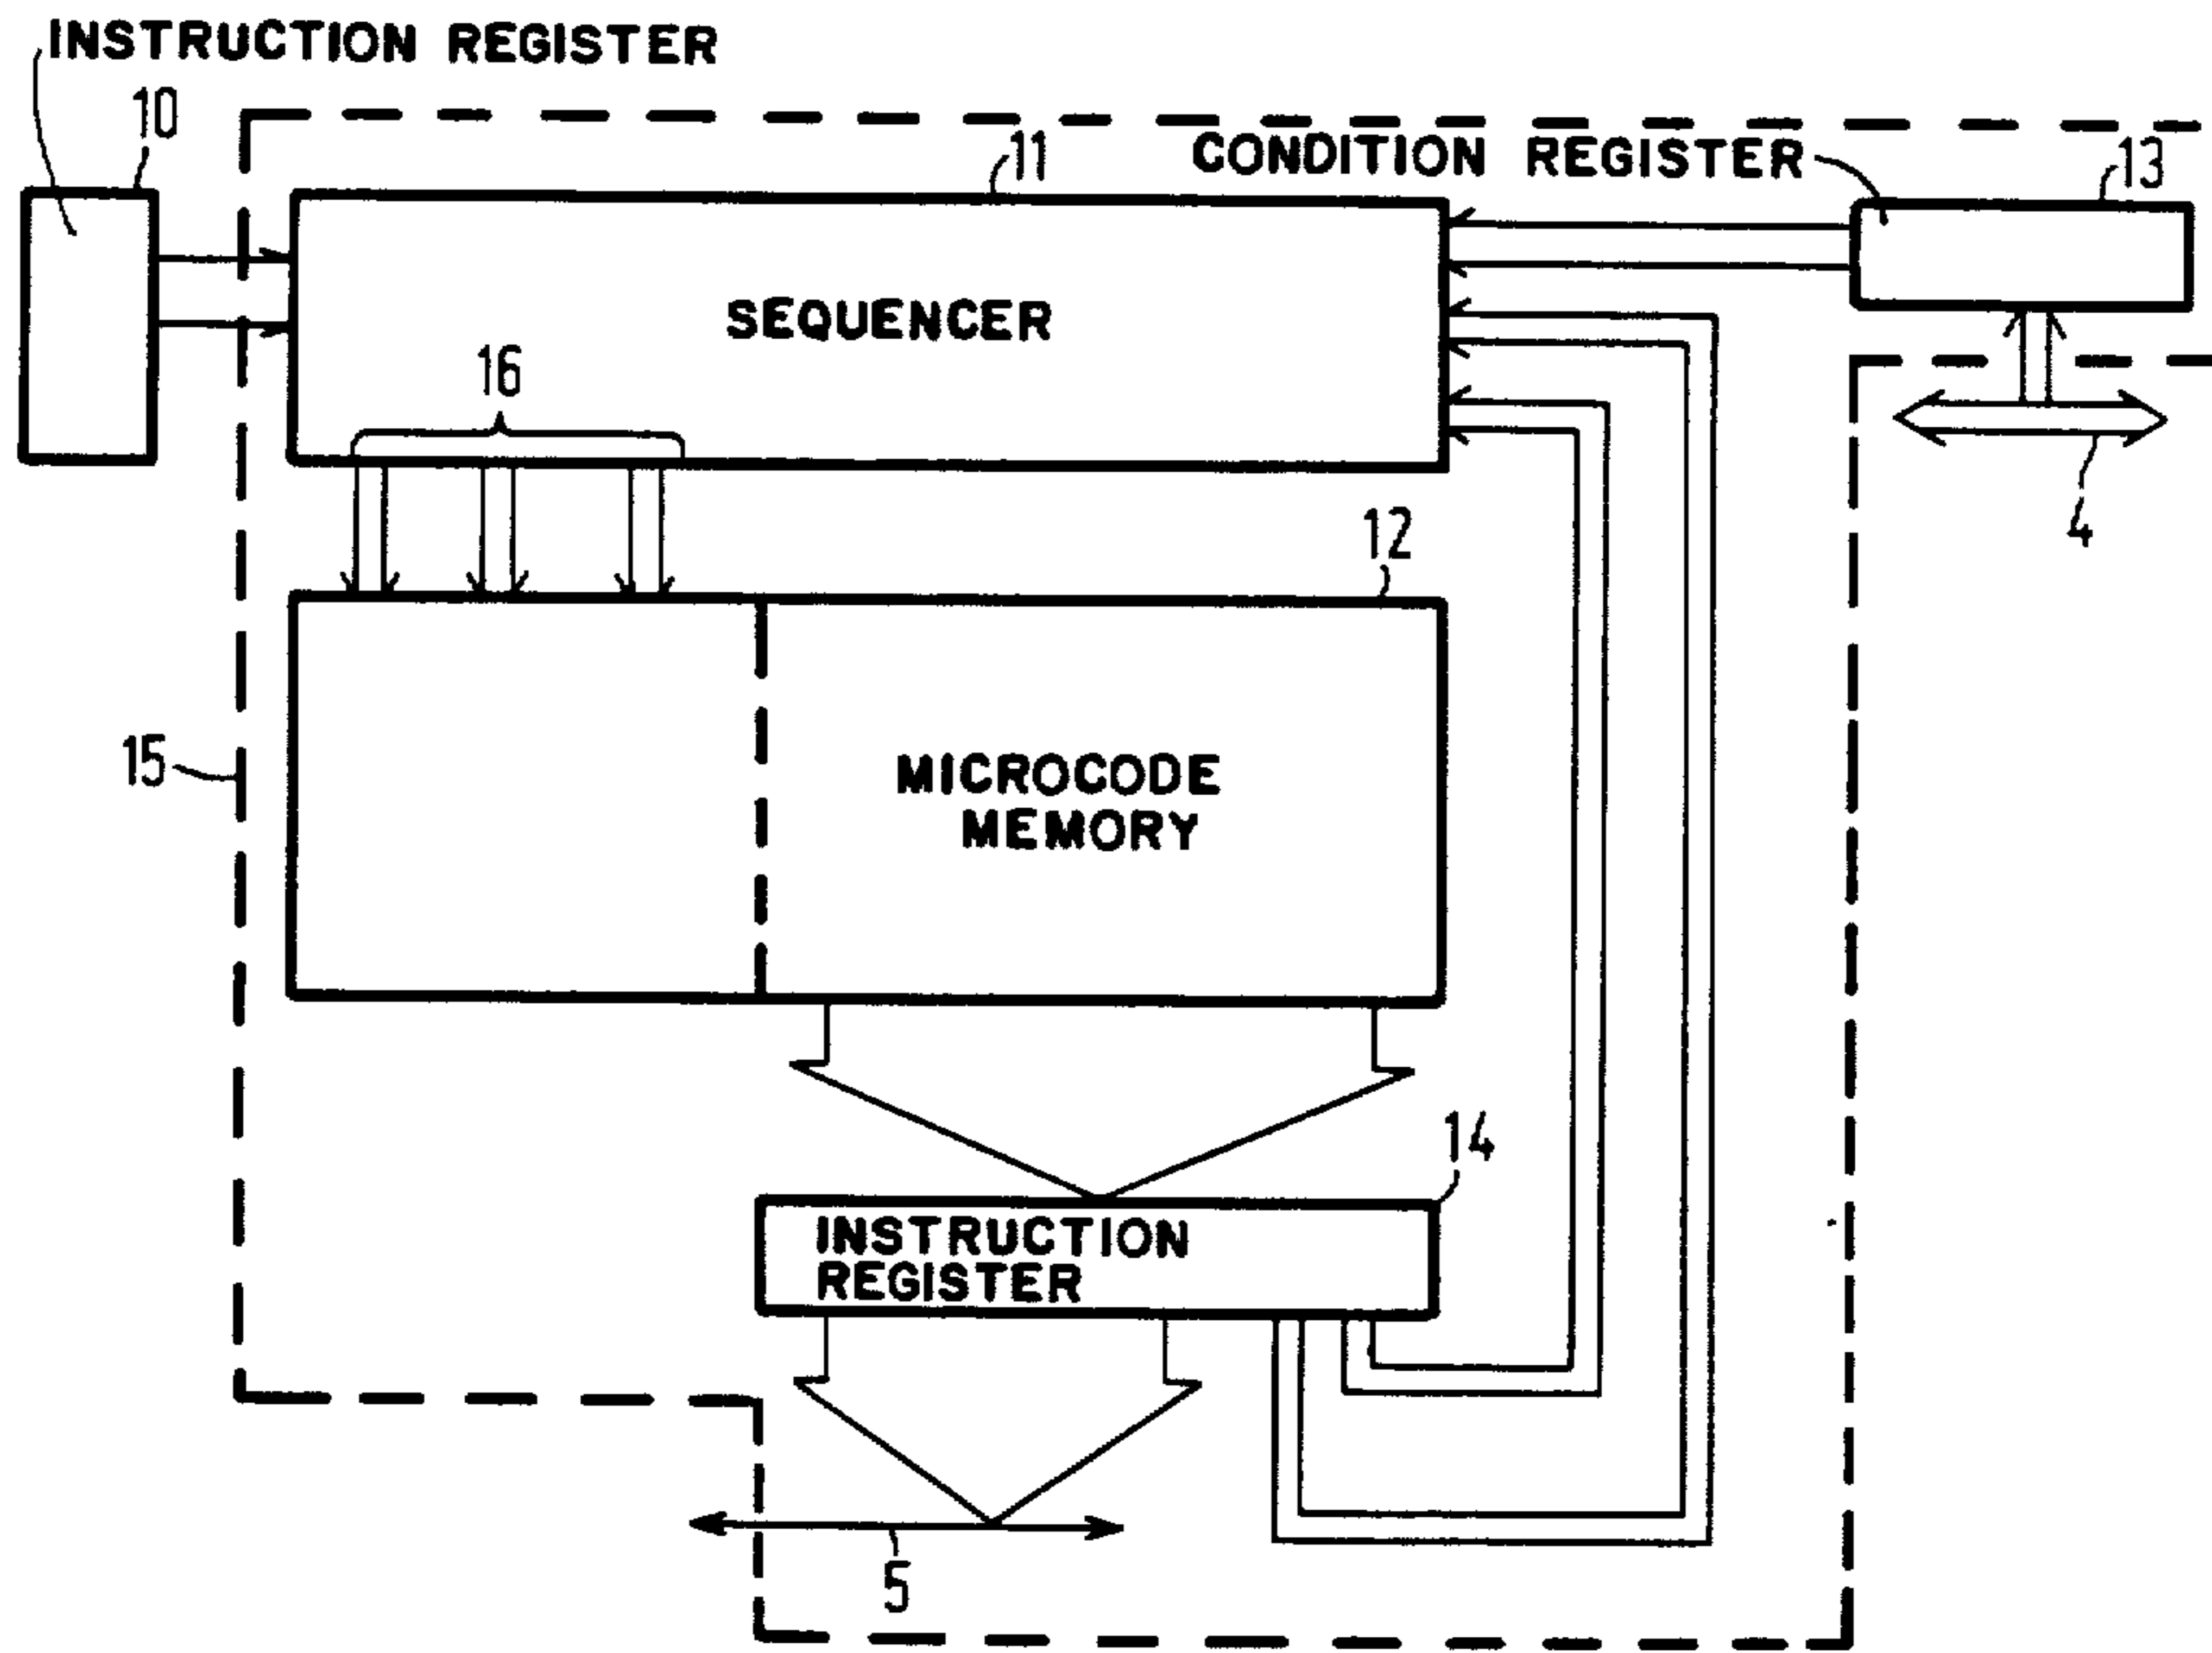 INSTRUCTION REGISTER
10
11
CONDITION REGISTER
13
SEQUENCER
16
4
12
15
MICROCODE
MEMORY
14
INSTRUCTION
REGISTER
5